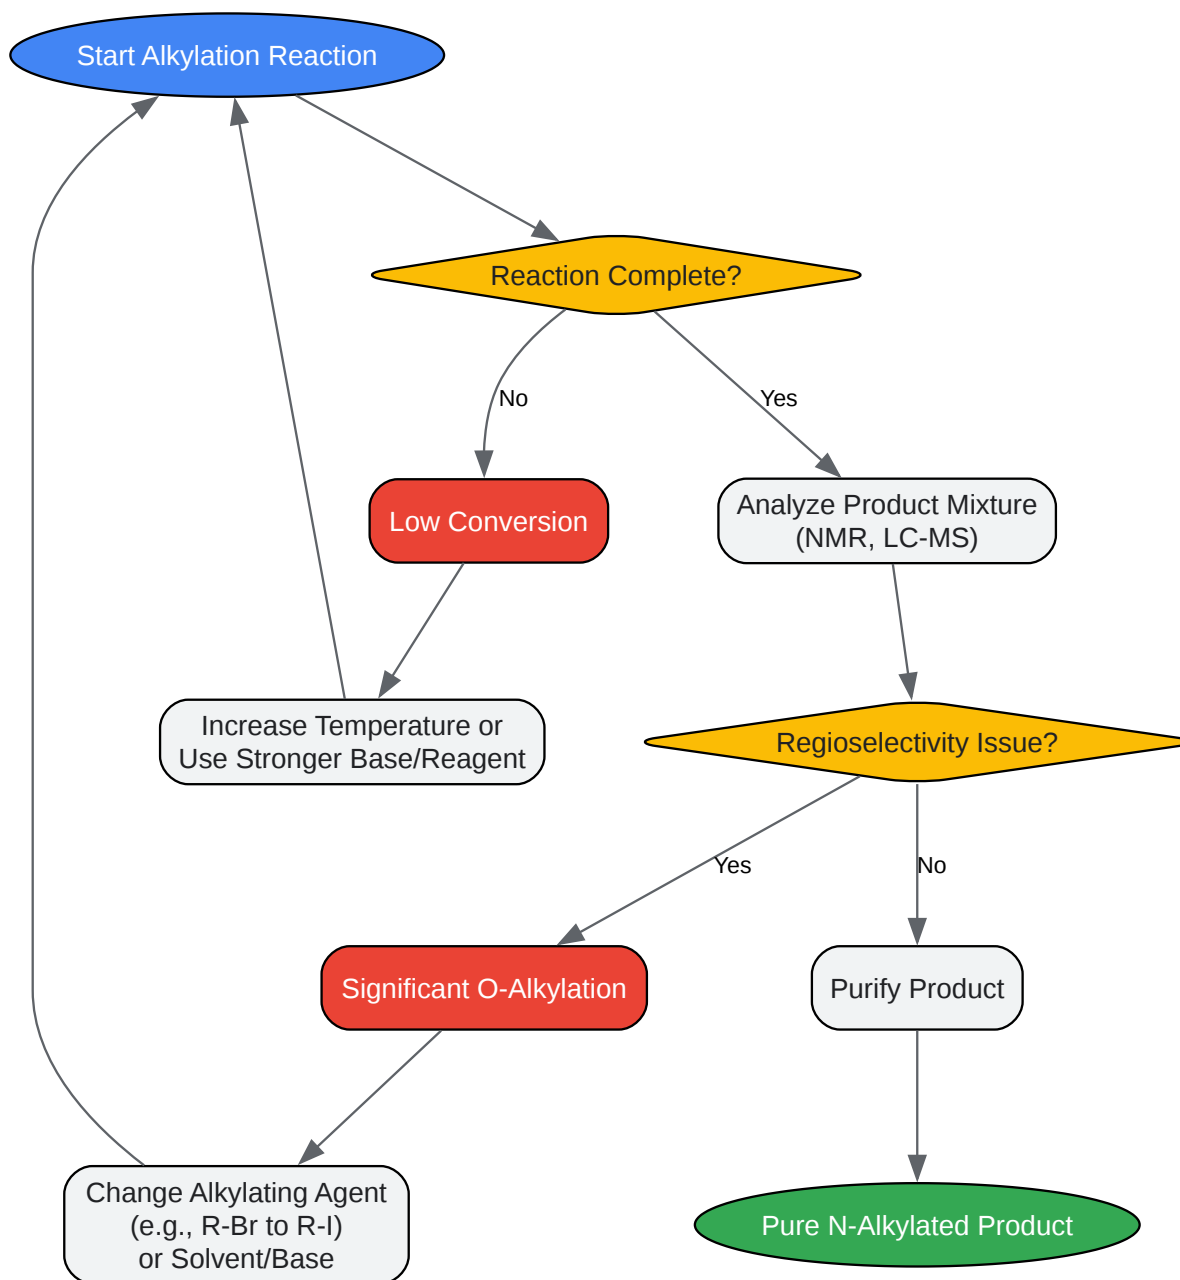 Start Alkylation Reaction
Reaction Complete?
No
Yes
Low Conversion
Analyze Product Mixture
(NMR, LC-MS)
Increase Temperature or
Use Stronger Base/Reagent
Regioselectivity Issue?
Yes
No
Significant O-Alkylation
Purify Product
Change Alkylating Agent
(e.g., R-Br to R-I)
or Solvent/Base
Pure N-Alkylated Product